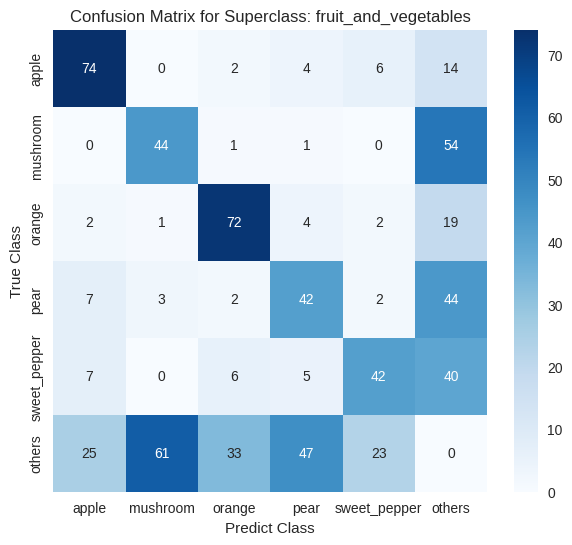 Confusion Matrix for Superclass: fruit_and_vegetables
True Class
apple 74 0 2 4 6 14
mushroom 0 44 1 1 0 54
orange 2 1 72 4 2 19
pear 7 3 2 42 2 44
sweet_pepper 7 0 6 5 42 40
others 25 61 33 47 23 0
apple mushroom orange pear sweet_pepper others
Predict Class
70
60
50
40
30
20
10
0